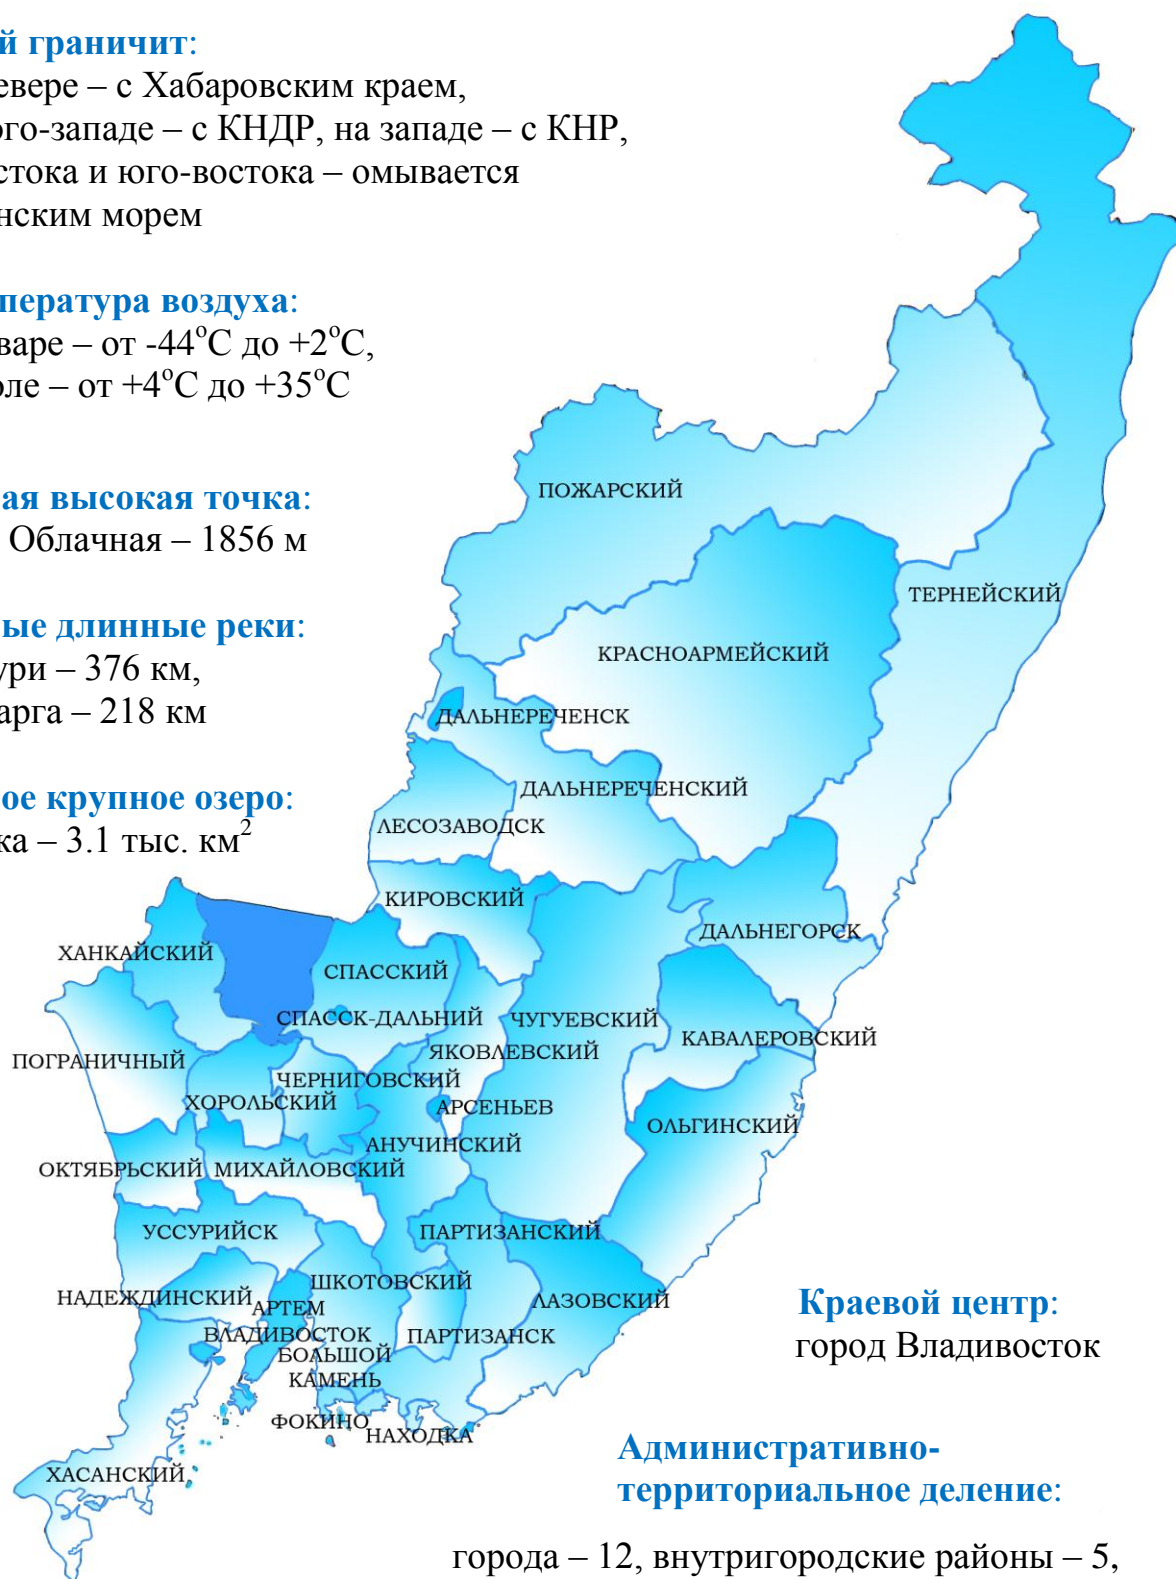 й граничит:
евере – с Хабаровским краем,
ого-западе – с КНДР, на западе – с КНР,
стока и юго-востока – омывается
нским морем
пература воздуха:
варе – от -44°С до +2°С,
оле – от +4°С до +35°С
ая высокая точка:
Облачная – 1856 м
ые длинные реки:
ури – 376 км,
арга – 218 км
ое крупное озеро:
ка – 3.1 тыс. км²
ПОЖАРСКИЙ
ТЕРНЕЙСКИЙ
КРАСНОАРМЕЙСКИЙ
ДАЛЬНЕРЕЧЕНСК
ДАЛЬНЕРЕЧЕНСКИЙ
ЛЕСОЗАВОДСК
КИРОВСКИЙ
ДАЛЬНЕГОРСК
ХАНКАЙСКИЙ
СПАССКИЙ
СПАССК-ДАЛЬНИЙ
ЧУГУЕВСКИЙ
КАВАЛЕРОВСКИЙ
ПОГРАНИЧНЫЙ
ЯКОВЛЕВСКИЙ
ЧЕРНИГОВСКИЙ
ХОРОЛЬСКИЙ
АРСЕНЬЕВ
ОЛЬГИНСКИЙ
АНУЧИНСКИЙ
ОКТЯБРЬСКИЙ
МИХАЙЛОВСКИЙ
УССУРИЙСК
ПАРТИЗАНСКИЙ
ШКОТОВСКИЙ
НАДЕЖДИНСКИЙ
АРТЕМ
ЛАЗОВСКИЙ
ВЛАДИВОСТОК
ПАРТИЗАНСК
БОЛЬШОЙ
КАМЕНЬ
ФОКИНО
НАХОДКА
ХАСАНСКИЙ
Краевой центр:
город Владивосток
Административно-
территориальное деление:
города – 12, внутригородские районы – 5,